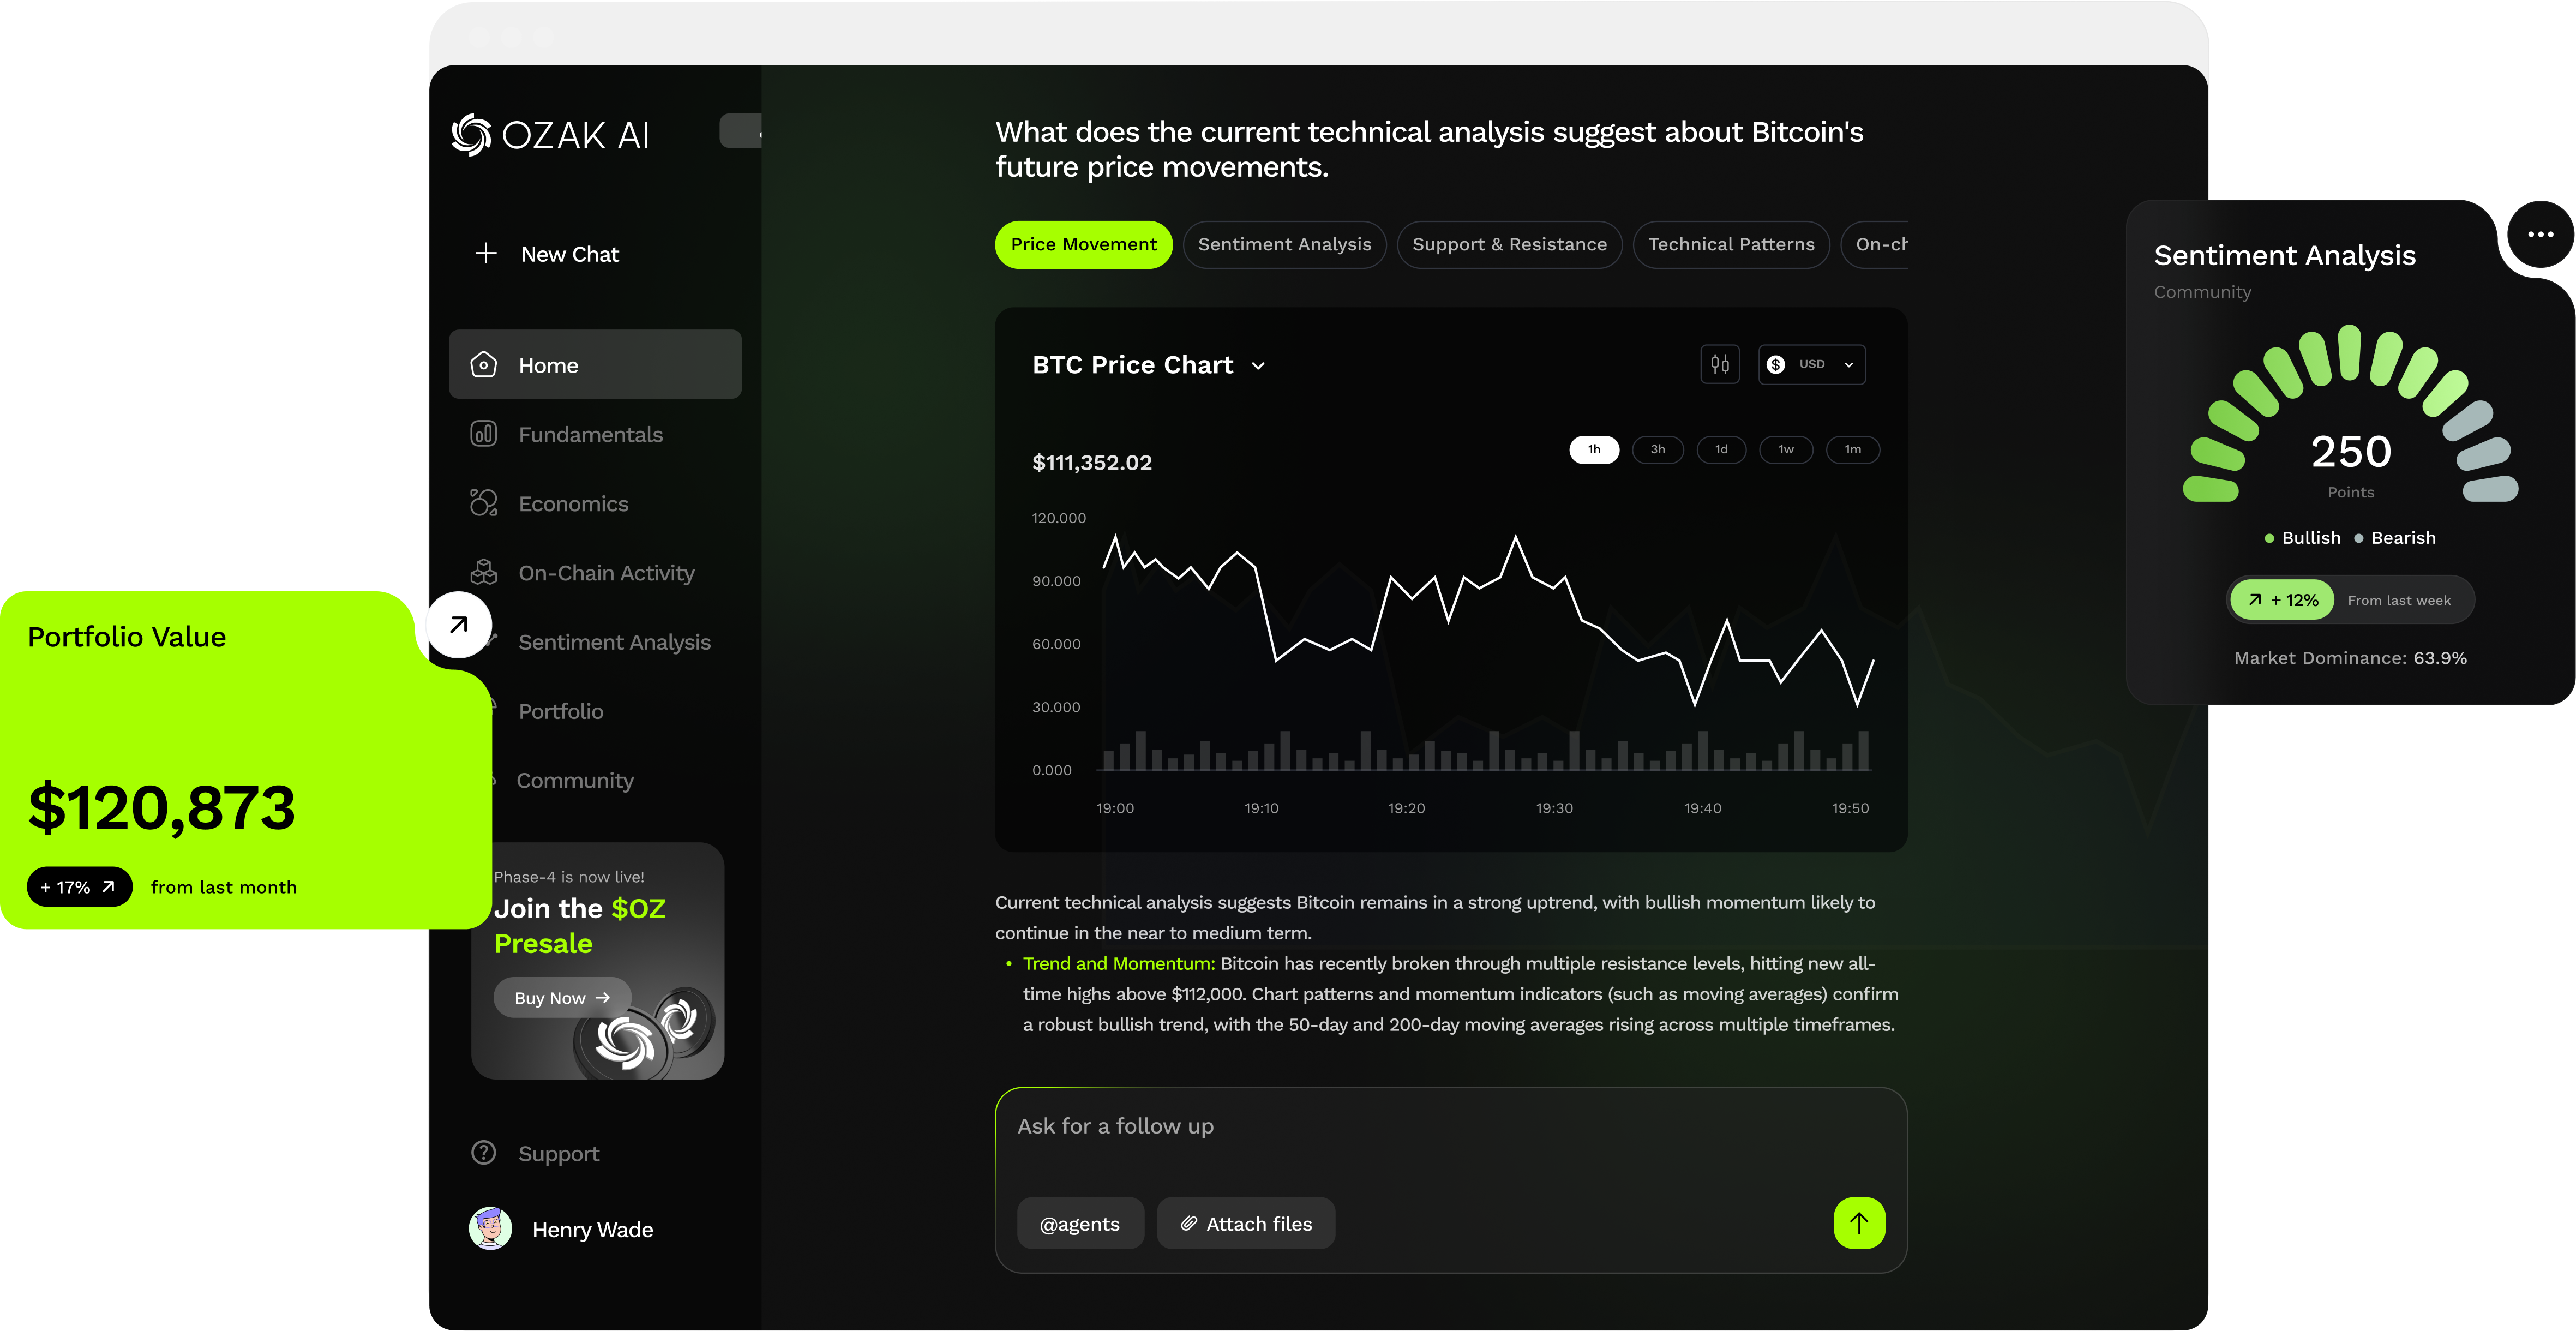 OZAK AI
New Chat
Home
Fundamentals
Economics
On-Chain Activity
Sentiment Analysis
Portfolio
Community
Phase-4 is now live!
Join the $OZ
Presale
Buy Now
Support
Henry Wade
Portfolio Value
$120,873
+ 17%
from last month
What does the current technical analysis suggest about Bitcoin's
future price movements.
Price Movement
Sentiment Analysis
Support & Resistance
Technical Patterns
On-ch
BTC Price Chart
USD
$111,352.02
1h
3h
1d
1w
1m
120.000
90.000
60.000
30.000
0.000
19:00
19:10
19:20
19:30
19:40
19:50
Current technical analysis suggests Bitcoin remains in a strong uptrend, with bullish momentum likely to
continue in the near to medium term.
• Trend and Momentum: Bitcoin has recently broken through multiple resistance levels, hitting new all-
time highs above $112,000. Chart patterns and momentum indicators (such as moving averages) confirm
a robust bullish trend, with the 50-day and 200-day moving averages rising across multiple timeframes.
Ask for a follow up
@agents
Attach files
Sentiment Analysis
Community
250
Points
Bullish
Bearish
+ 12%
From last week
Market Dominance: 63.9%